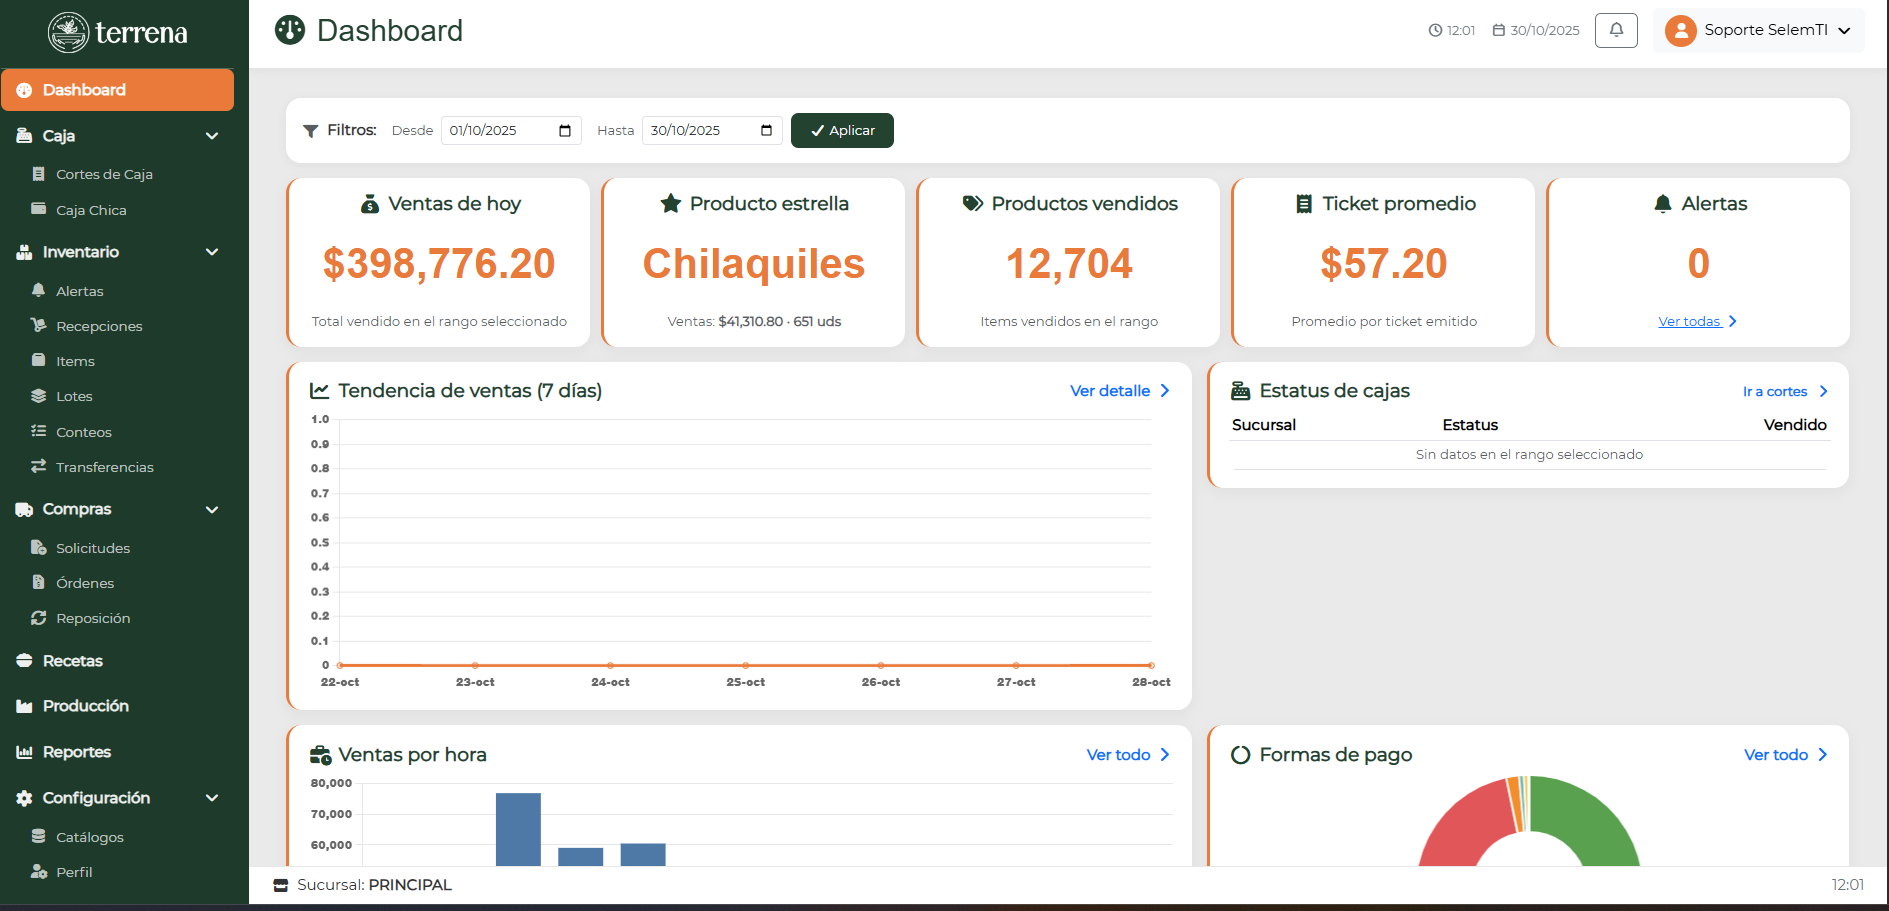 terrena
Dashboard
Caja
Cortes de Caja
Caja Chica
Inventario
Alertas
Recepciones
Items
Lotes
Conteos
Transferencias
Compras
Solicitudes
Órdenes
Reposición
Recetas
Producción
Reportes
Configuración
Catálogos
Perfil
Dashboard
12:01 30/10/2025 Soporte SelemTI
Filtros: Desde 01/10/2025 Hasta 30/10/2025 Aplicar
Ventas de hoy
$398,776.20
Total vendido en el rango seleccionado
Producto estrella
Chilaquiles
Ventas: $41,310.80 · 651 uds
Productos vendidos
12,704
Items vendidos en el rango
Ticket promedio
$57.20
Promedio por ticket emitido
Alertas
0
Ver todas
Tendencia de ventas (7 días) Ver detalle
1.0
0.9
0.8
0.7
0.6
0.5
0.4
0.3
0.2
0.1
0
22-oct 23-oct 24-oct 25-oct 26-oct 27-oct 28-oct
Estatus de cajas Ir a cortes
Sucursal Estatus Vendido
Sin datos en el rango seleccionado
Ventas por hora Ver todo
80,000
70,000
60,000
Formas de pago Ver todo
Sucursal: PRINCIPAL 12:01